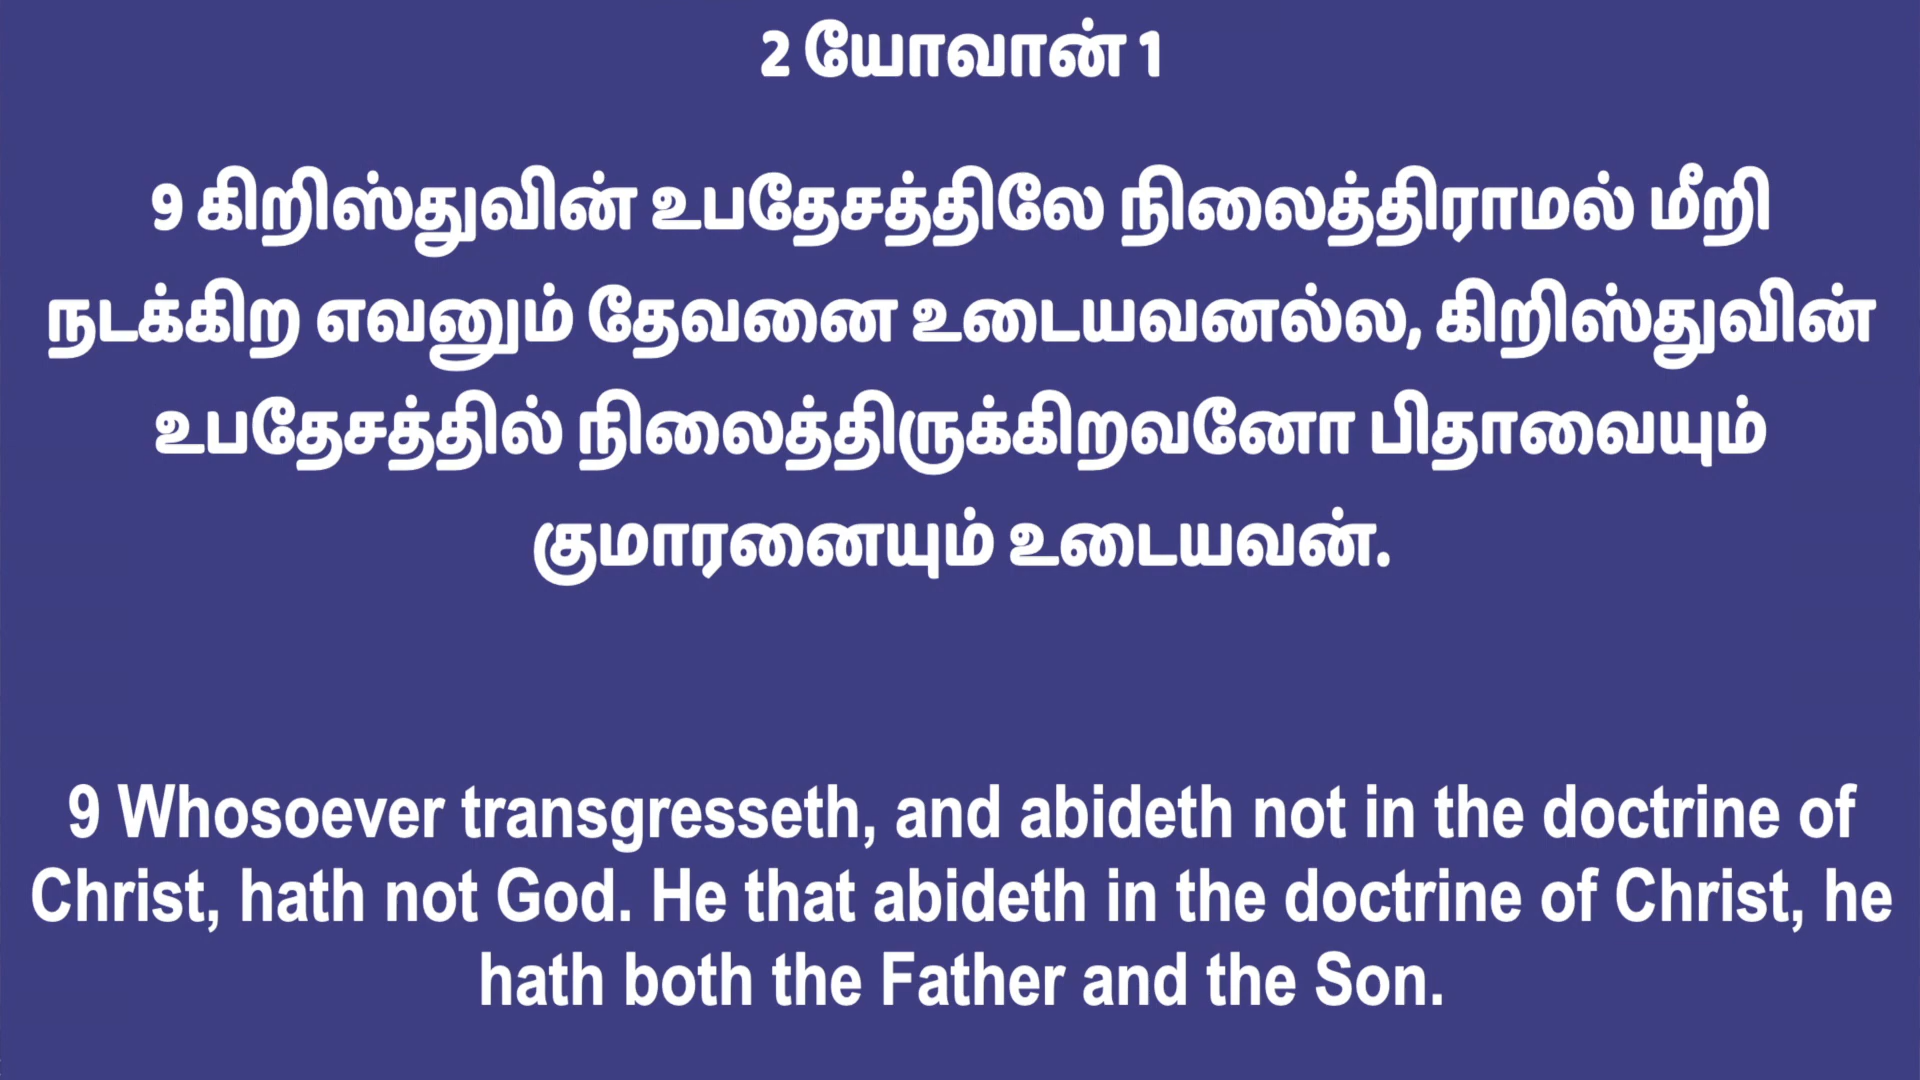 2 யோவான் 1
9 கிறிஸ்துவின் உபதேசத்திலே நிலைத்திராமல் மீறி
நடக்கிற எவனும் தேவனை உடையவனல்ல, கிறிஸ்துவின்
உபதேசத்தில் நிலைத்திருக்கிறவனோ பிதாவையும்
குமாரனையும் உடையவன்.
9 Whosoever transgresseth, and abideth not in the doctrine of
Christ, hath not God. He that abideth in the doctrine of Christ, he
hath both the Father and the Son.